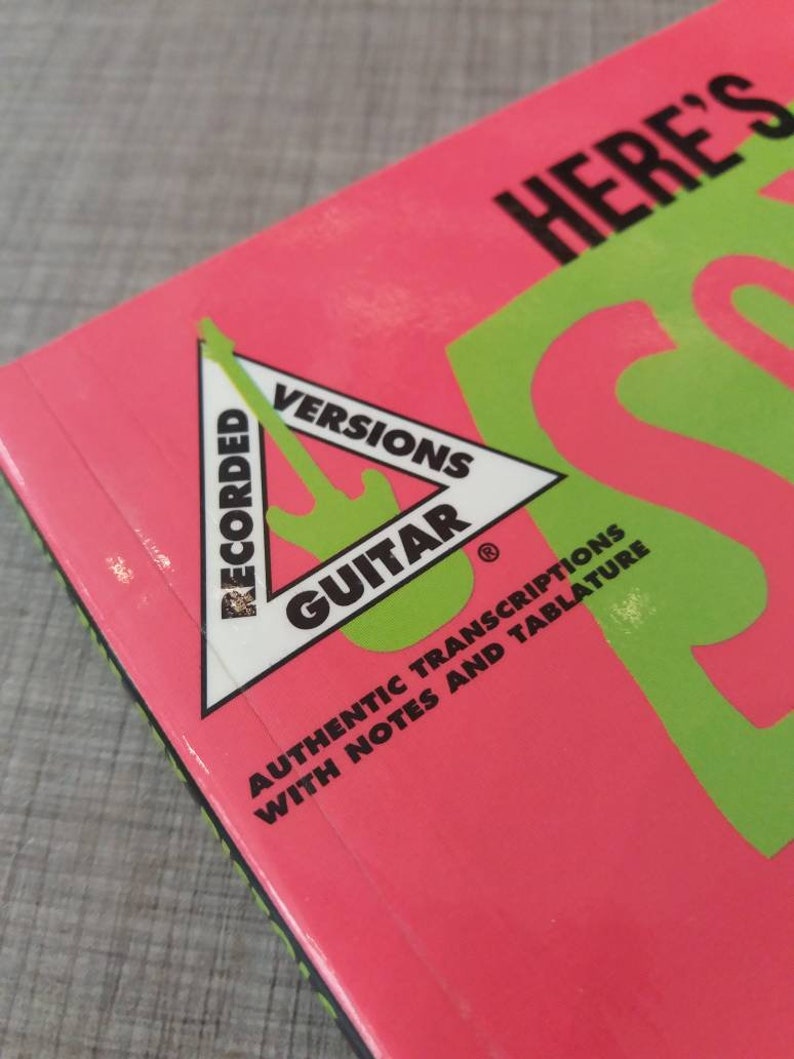 HERE'S
RECORDED
VERSIONS
GUITAR®
AUTHENTIC TRANSCRIPTIONS
WITH NOTES AND TABLATURE